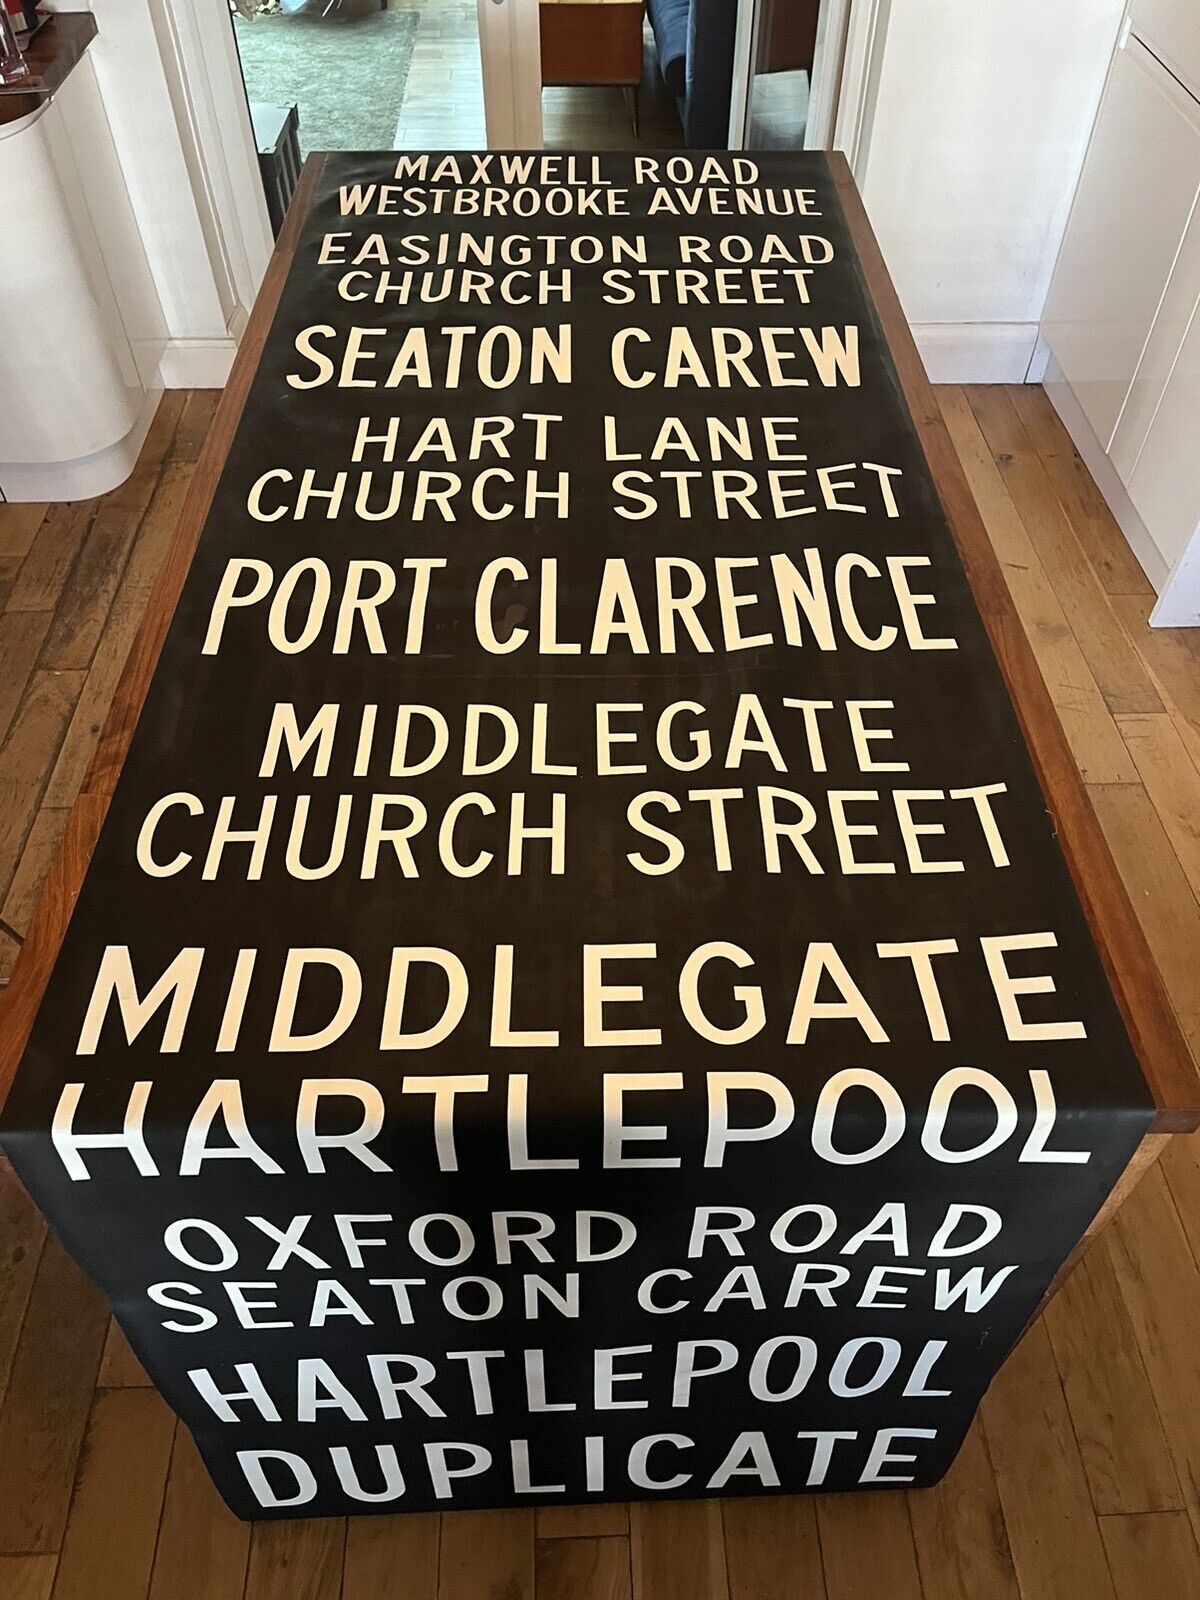 MAXWELL ROAD
WESTBROOKE AVENUE
EASINGTON ROAD
CHURCH STREET
SEATON CAREW
HART LANE
CHURCH STREET
PORT CLARENCE
MIDDLEGATE
CHURCH STREET
MIDDLEGATE
HARTLEPOOL
OXFORD ROAD
SEATON CAREW
HARTLEPOOL
DUPLICATE